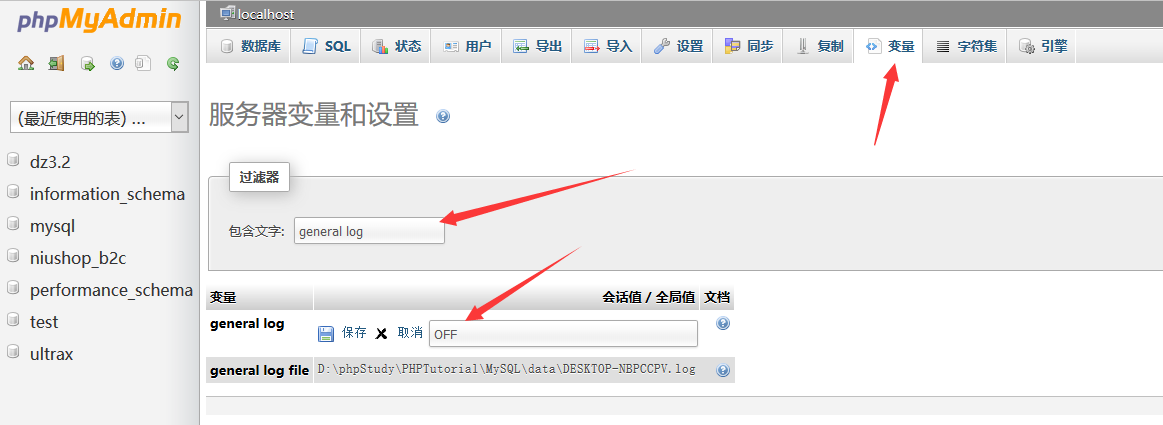 phpMyAdmin
(最近使用的表) ...
dz3.2
information_schema
mysql
niushop_b2c
performance_schema
test
ultrax
localhost
数据库 SQL 状态 用户 导出 导入 设置 同步 复制 变量 字符集 引擎
服务器变量和设置
过滤器
包含文字: general log
变量 会话值 / 全局值 文档
general log 保存 取消 OFF
general log file D:\phpStudy\PHPTutorial\MySQL\data\DESKTOP-NBPCCPV.log